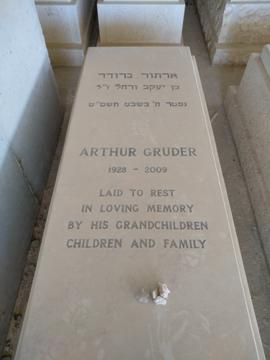 ארתור גרודר
בן יעקב ורחל ז"ל
נפטר ח' בשבט תשס"ט
ARTHUR GRUDER
1928 - 2009
LAID TO REST
IN LOVING MEMORY
BY HIS GRANDCHILDREN
CHILDREN AND FAMILY